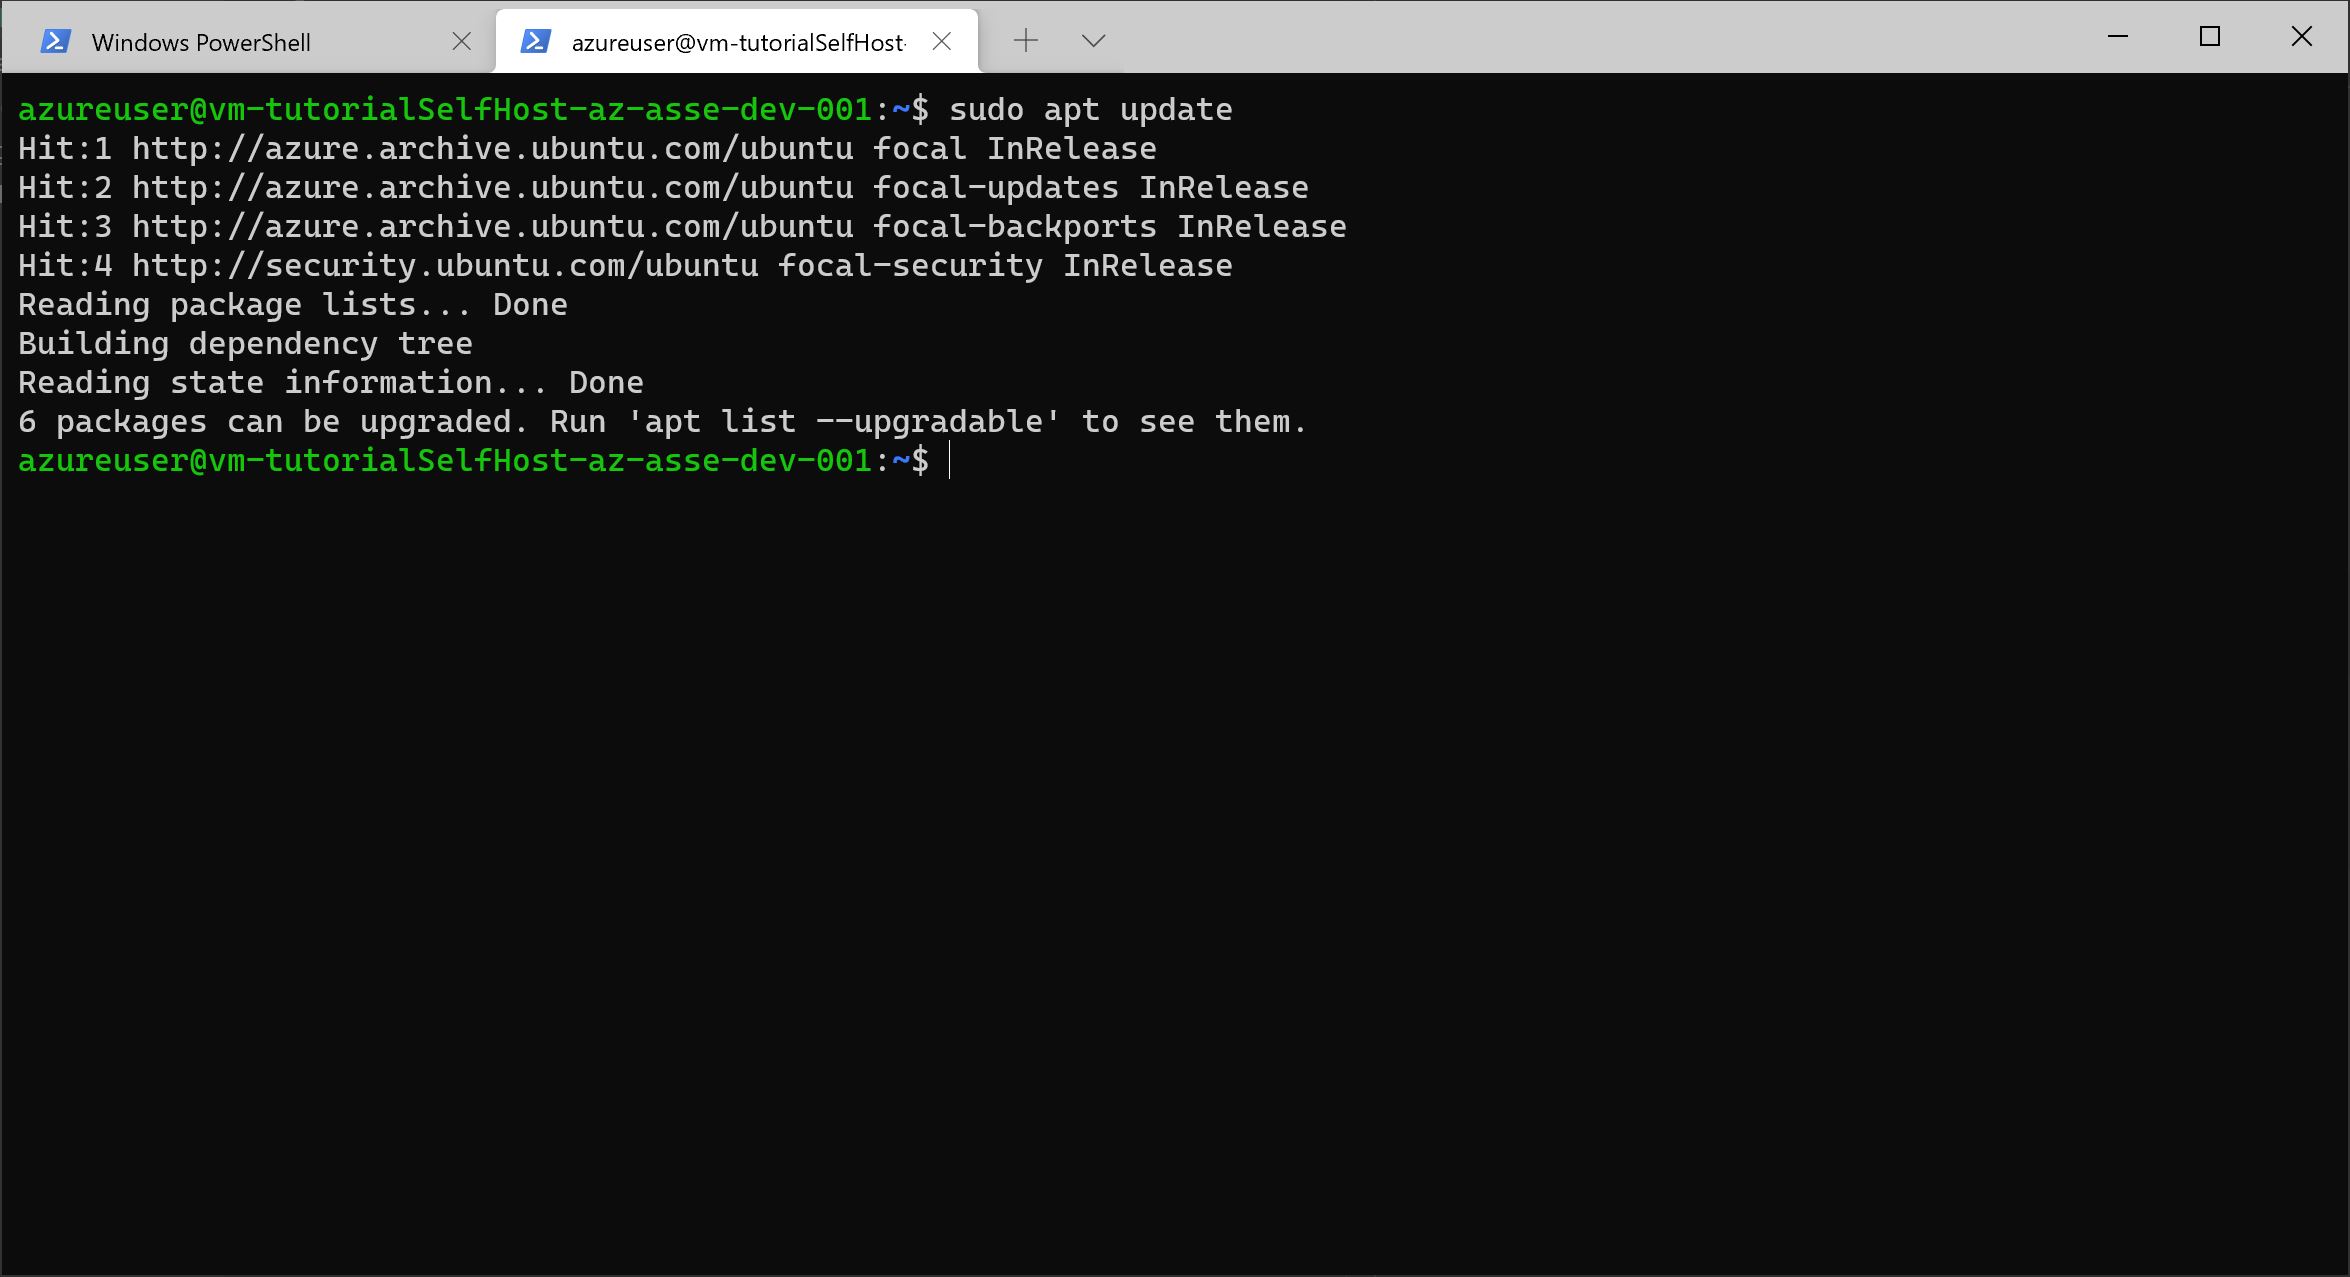 Windows PowerShell
azureuser@vm-tutorialSelfHost-
azureuser@vm-tutorialSelfHost-az-asse-dev-001:~$ sudo apt update
Hit:1 http://azure.archive.ubuntu.com/ubuntu focal InRelease
Hit:2 http://azure.archive.ubuntu.com/ubuntu focal-updates InRelease
Hit:3 http://azure.archive.ubuntu.com/ubuntu focal-backports InRelease
Hit:4 http://security.ubuntu.com/ubuntu focal-security InRelease
Reading package lists... Done
Building dependency tree
Reading state information... Done
6 packages can be upgraded. Run 'apt list --upgradable' to see them.
azureuser@vm-tutorialSelfHost-az-asse-dev-001:~$